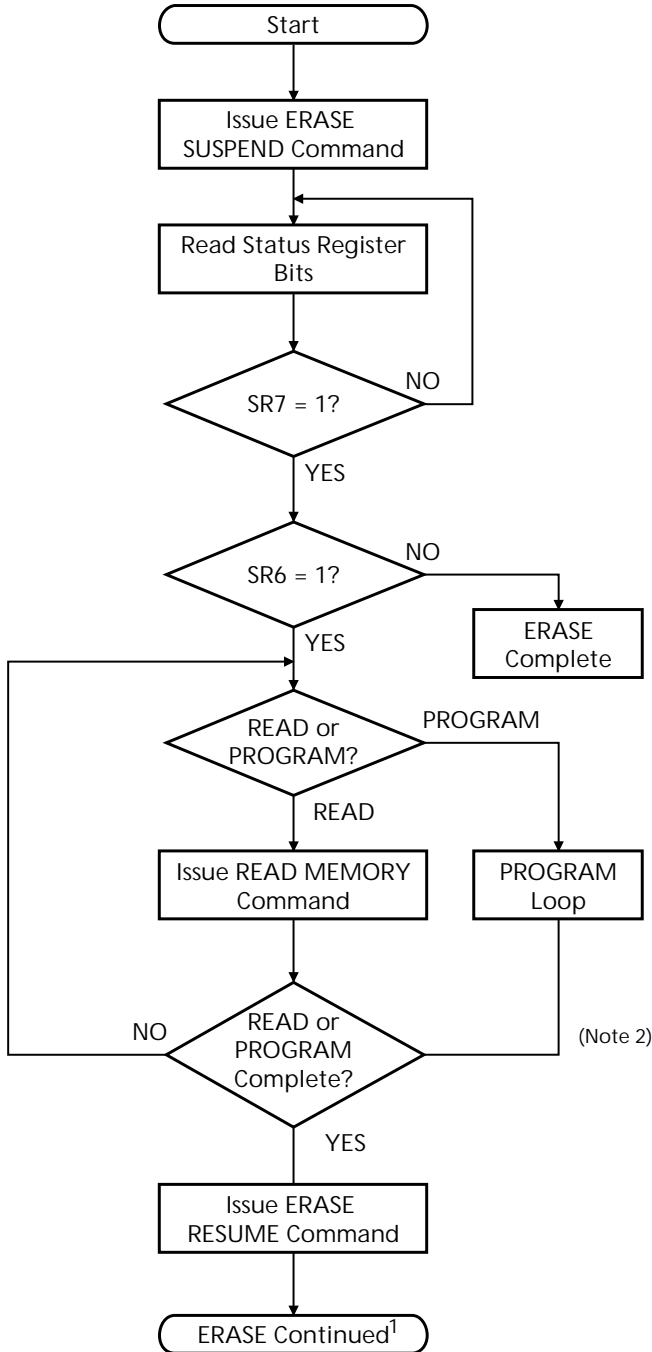 Start
Issue ERASE
SUSPEND Command
Read Status Register
Bits
NO
SR7 = 1?
YES
NO
SR6 = 1?
YES
ERASE
Complete
PROGRAM
READ or
PROGRAM?
READ
Issue READ MEMORY
Command
PROGRAM
Loop
NO
READ or
PROGRAM
Complete?
(Note 2)
YES
Issue ERASE
RESUME Command
ERASE Continued1